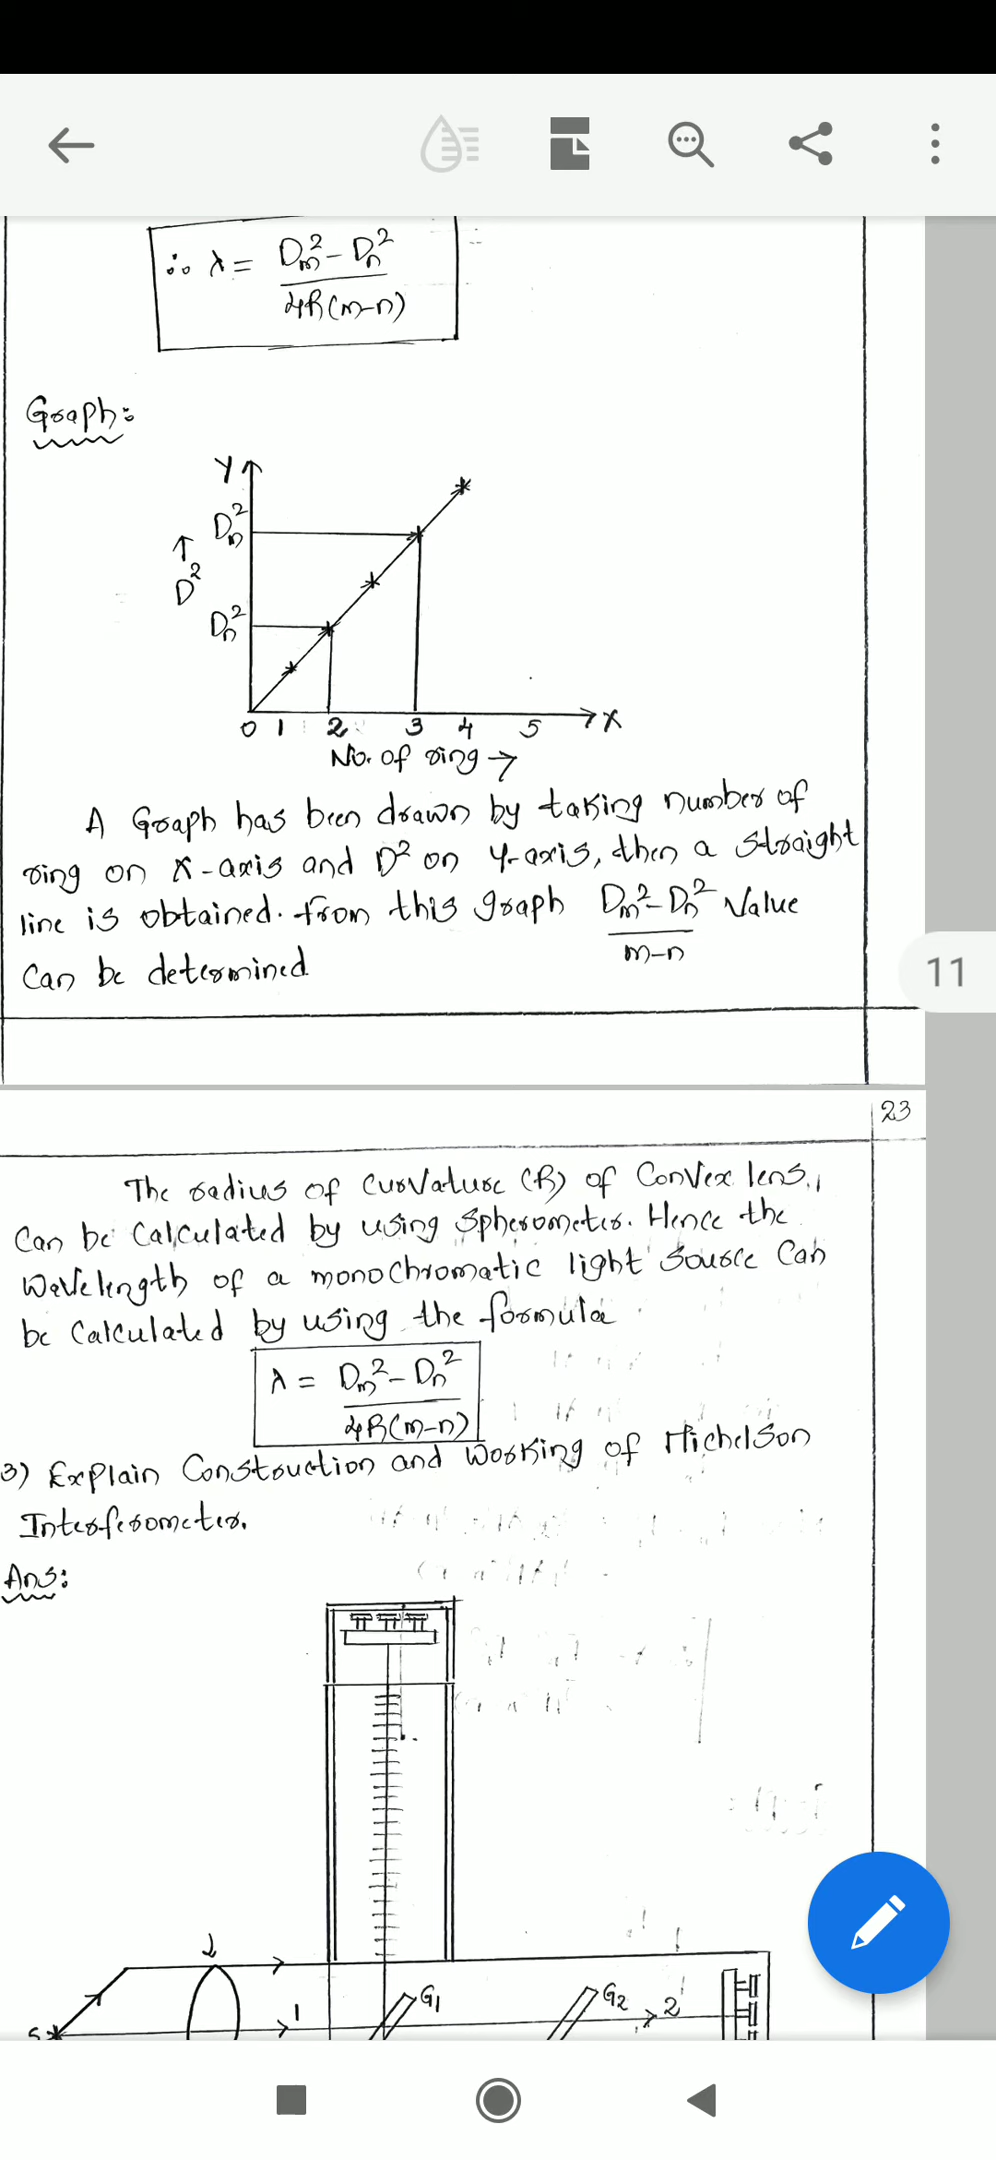 ∴ λ = Dm² - Dn² / 4R(m-n)
Graph:
Y
Dn²
↑
D²
Dn²
0 1 2 3 4 5 → X
No. of ring →
A Graph has been drawn by taking number of
ring on X-axis and D² on Y-axis, then a straight
line is obtained. from this graph Dm² - Dn² / m-n Value
Can be determined
11
23
The radius of Curvature (R) of Convex lens,
Can be Calculated by using Spherometer. Hence the
Wavelength of a monochromatic light Source Can
be Calculated by using the formula
λ = Dm² - Dn² / 4R(m-n)
3) Explain Construction and Working of Michelson
Interferometer.
Ans:
L
G1
G2
2
1
S